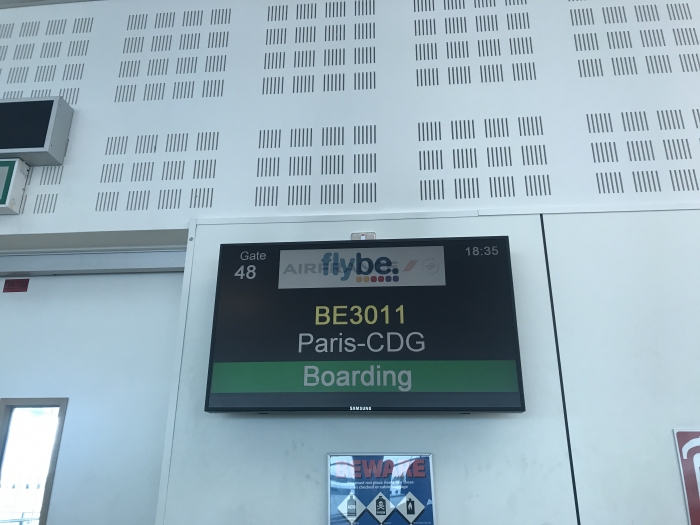 Gate
48
flybe.
18:35
BE3011
Paris-CDG
Boarding
SAMSUNG
BEWARE